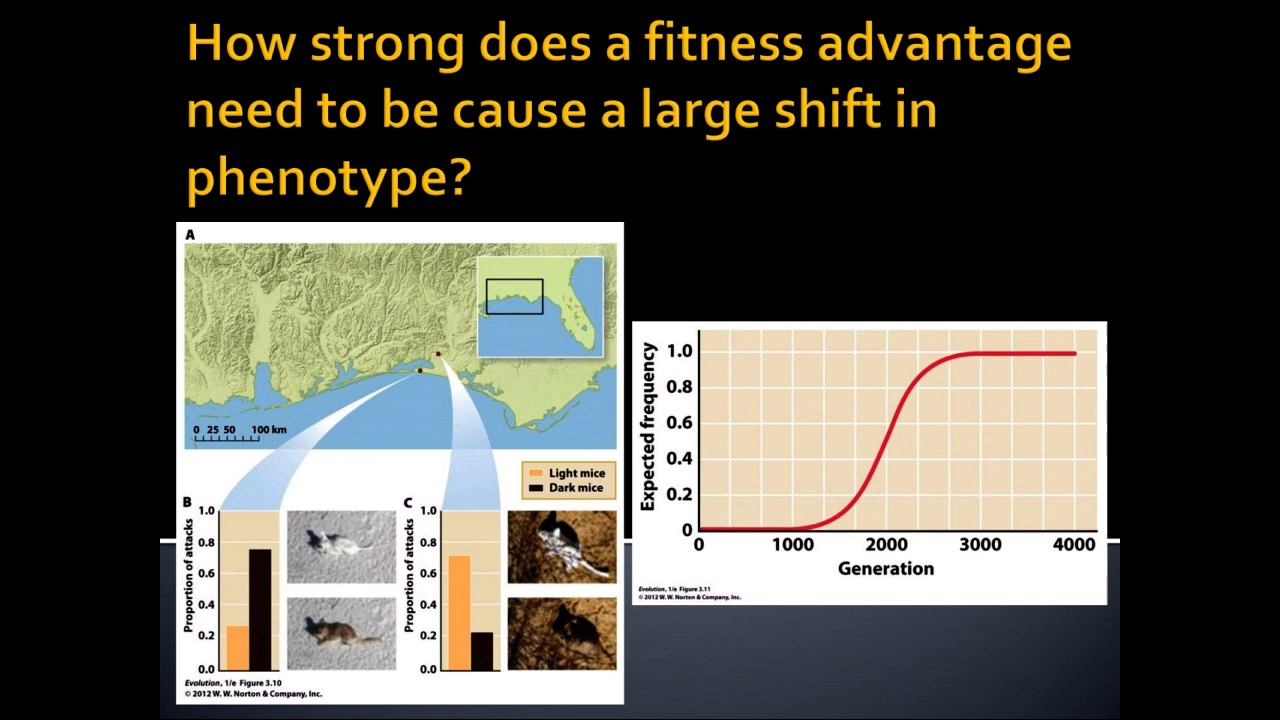 How strong does a fitness advantage
need to be cause a large shift in
phenotype?
A
0 25 50 100 km
Light mice
Dark mice
B
Proportion of attacks
1.0
0.8
0.6
0.4
0.2
0.0
C
Proportion of attacks
1.0
0.8
0.6
0.4
0.2
0.0
Evolution, 1/e Figure 3.10
© 2012 W. W. Norton & Company, Inc.
Expected frequency
1.0
0.8
0.6
0.4
0.2
0
0 1000 2000 3000 4000
Generation
Evolution, 1/e Figure 3.11
© 2012 W. W. Norton & Company, Inc.